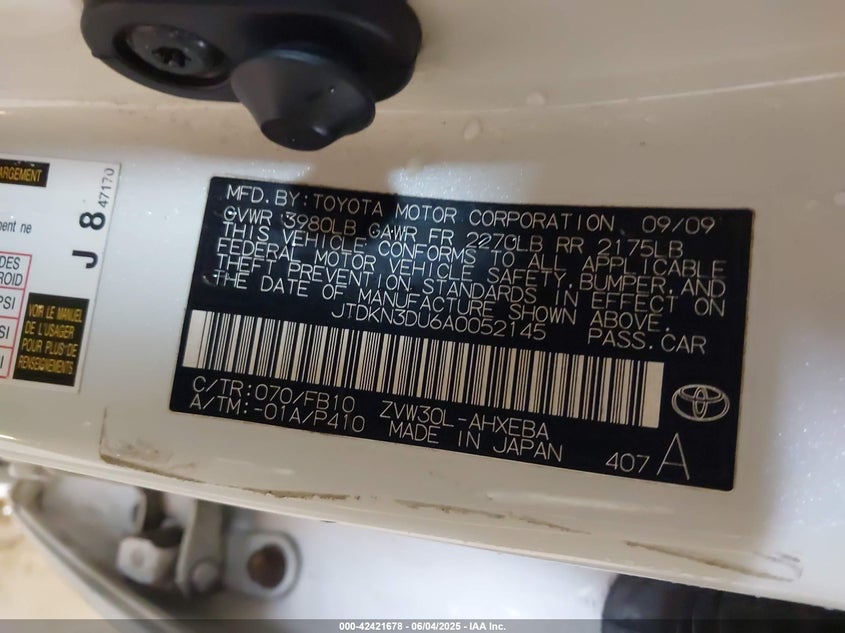 ARGEMENT
ment ne
DES
ROID
PSI
SI
I
VOIR LE MANUEL
DE L'USAGER
POUR PLUS DE
RENSEIGNEMENTS
J 8 47170
MFD. BY: TOYOTA MOTOR CORPORATION 09/09
GVWR 3980LB GAWR FR 2270LB RR 2175LB
THIS VEHICLE CONFORMS TO ALL APPLICABLE
FEDERAL MOTOR VEHICLE SAFETY, BUMPER, AND
THEFT PREVENTION STANDARDS IN EFFECT ON
THE DATE OF MANUFACTURE SHOWN ABOVE.
JTDKN3DU6A0052145 PASS.CAR
C/TR:070/FB10 ZVW30L-AHXEBA
A/TM:-01A/P410 MADE IN JAPAN
407 A
000-42421678 - 06/04/2025 - IAA Inc.